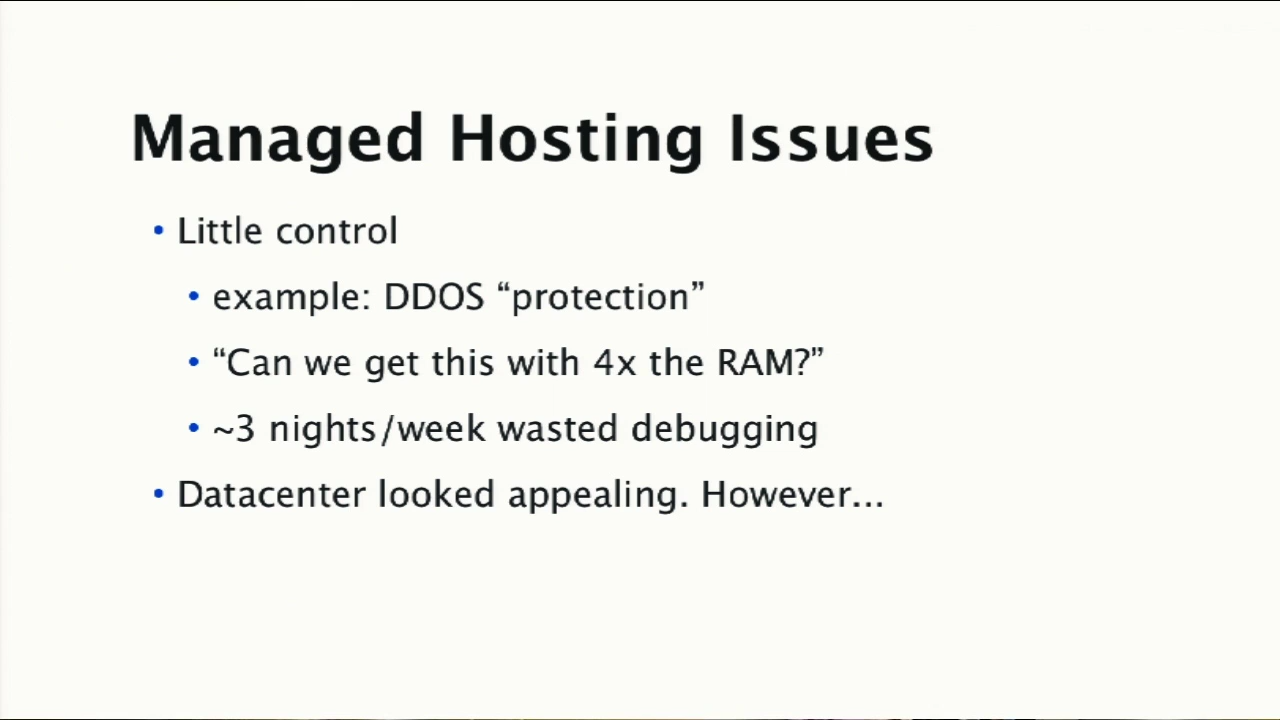 Managed Hosting Issues
• Little control
• example: DDOS “protection”
• “Can we get this with 4x the RAM?”
• ~3 nights/week wasted debugging
• Datacenter looked appealing. However...